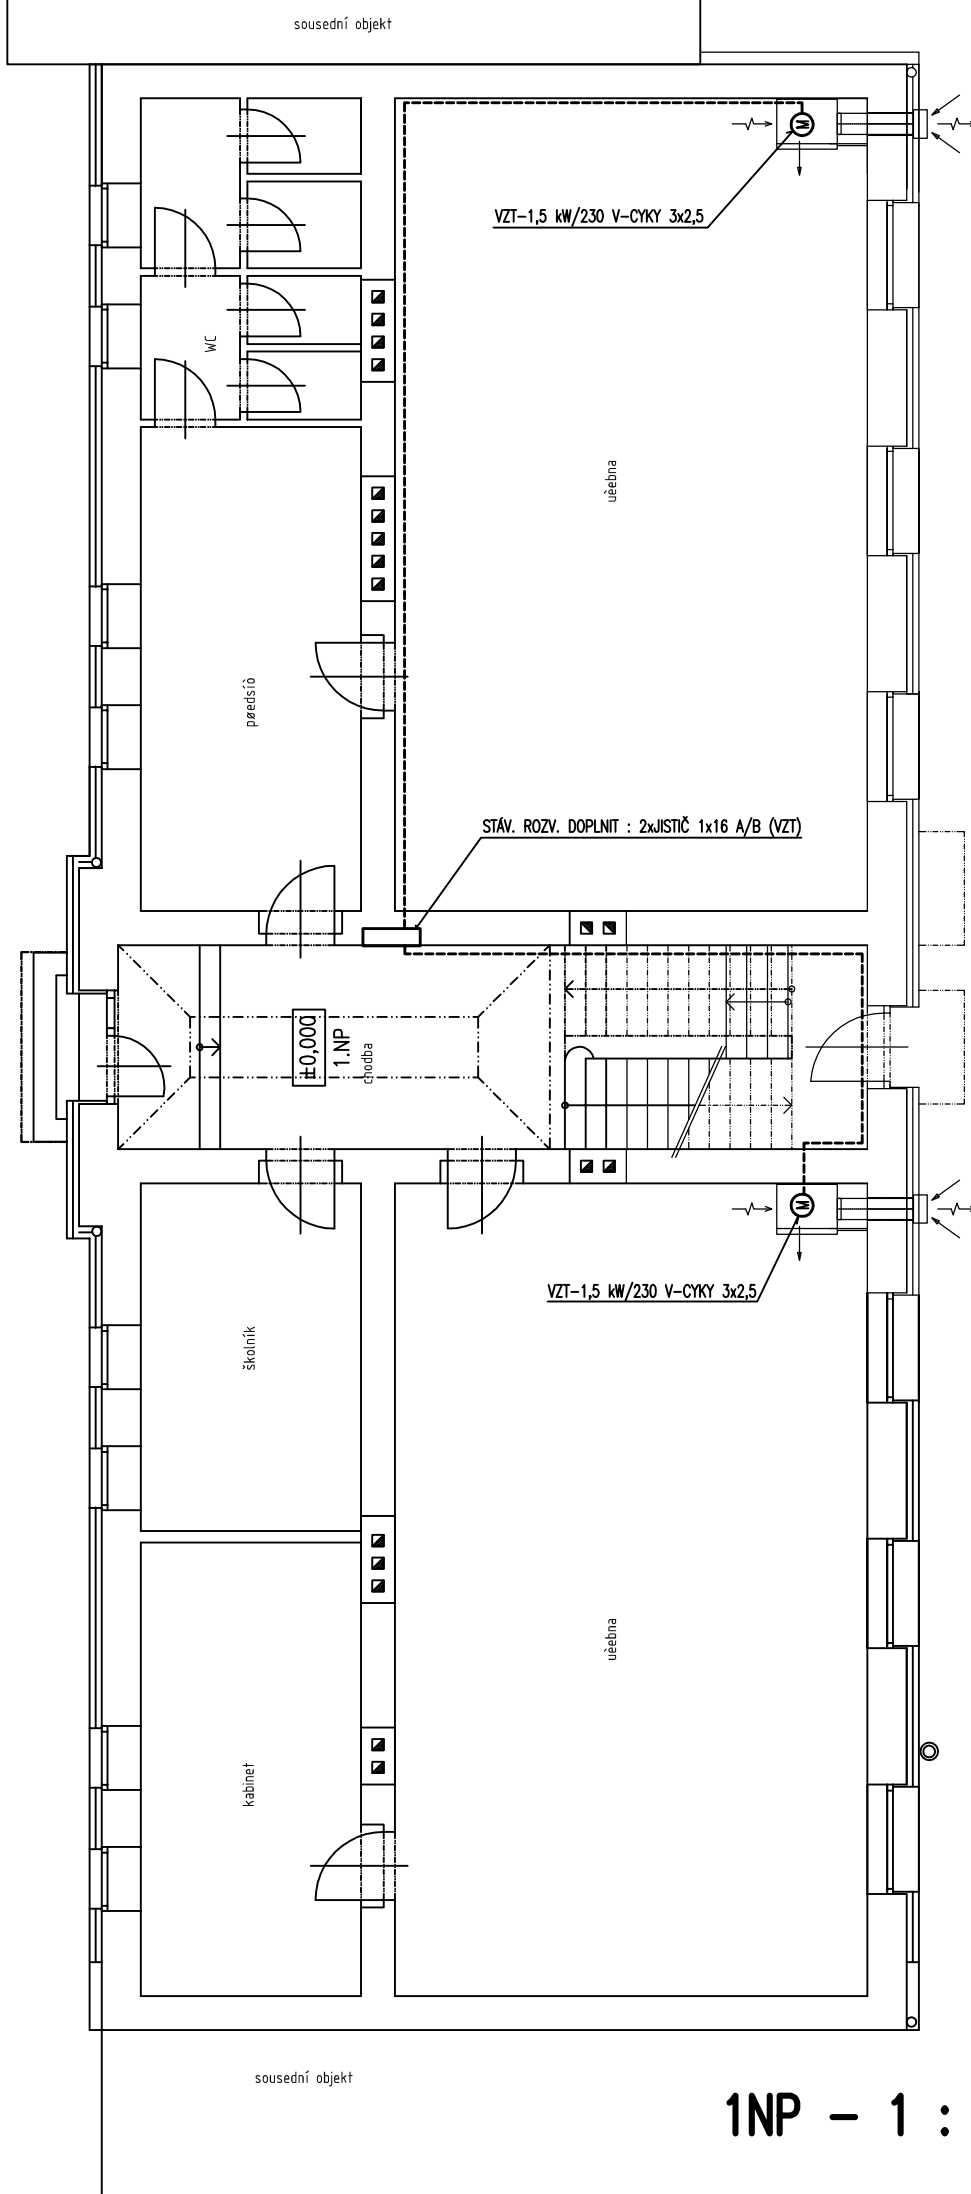 sousední objekt
M
VZT-1,5 kW/230 V-CYKY 3x2,5
WC
uèebna
pøedsíò
STÁV. ROZV. DOPLNIT : 2xJISTIČ 1x16 A/B (VZT)
±0,000
1.NP
chodba
M
VZT-1,5 kW/230 V-CYKY 3x2,5
školník
uèebna
kabinet
sousední objekt
1NP - 1 :